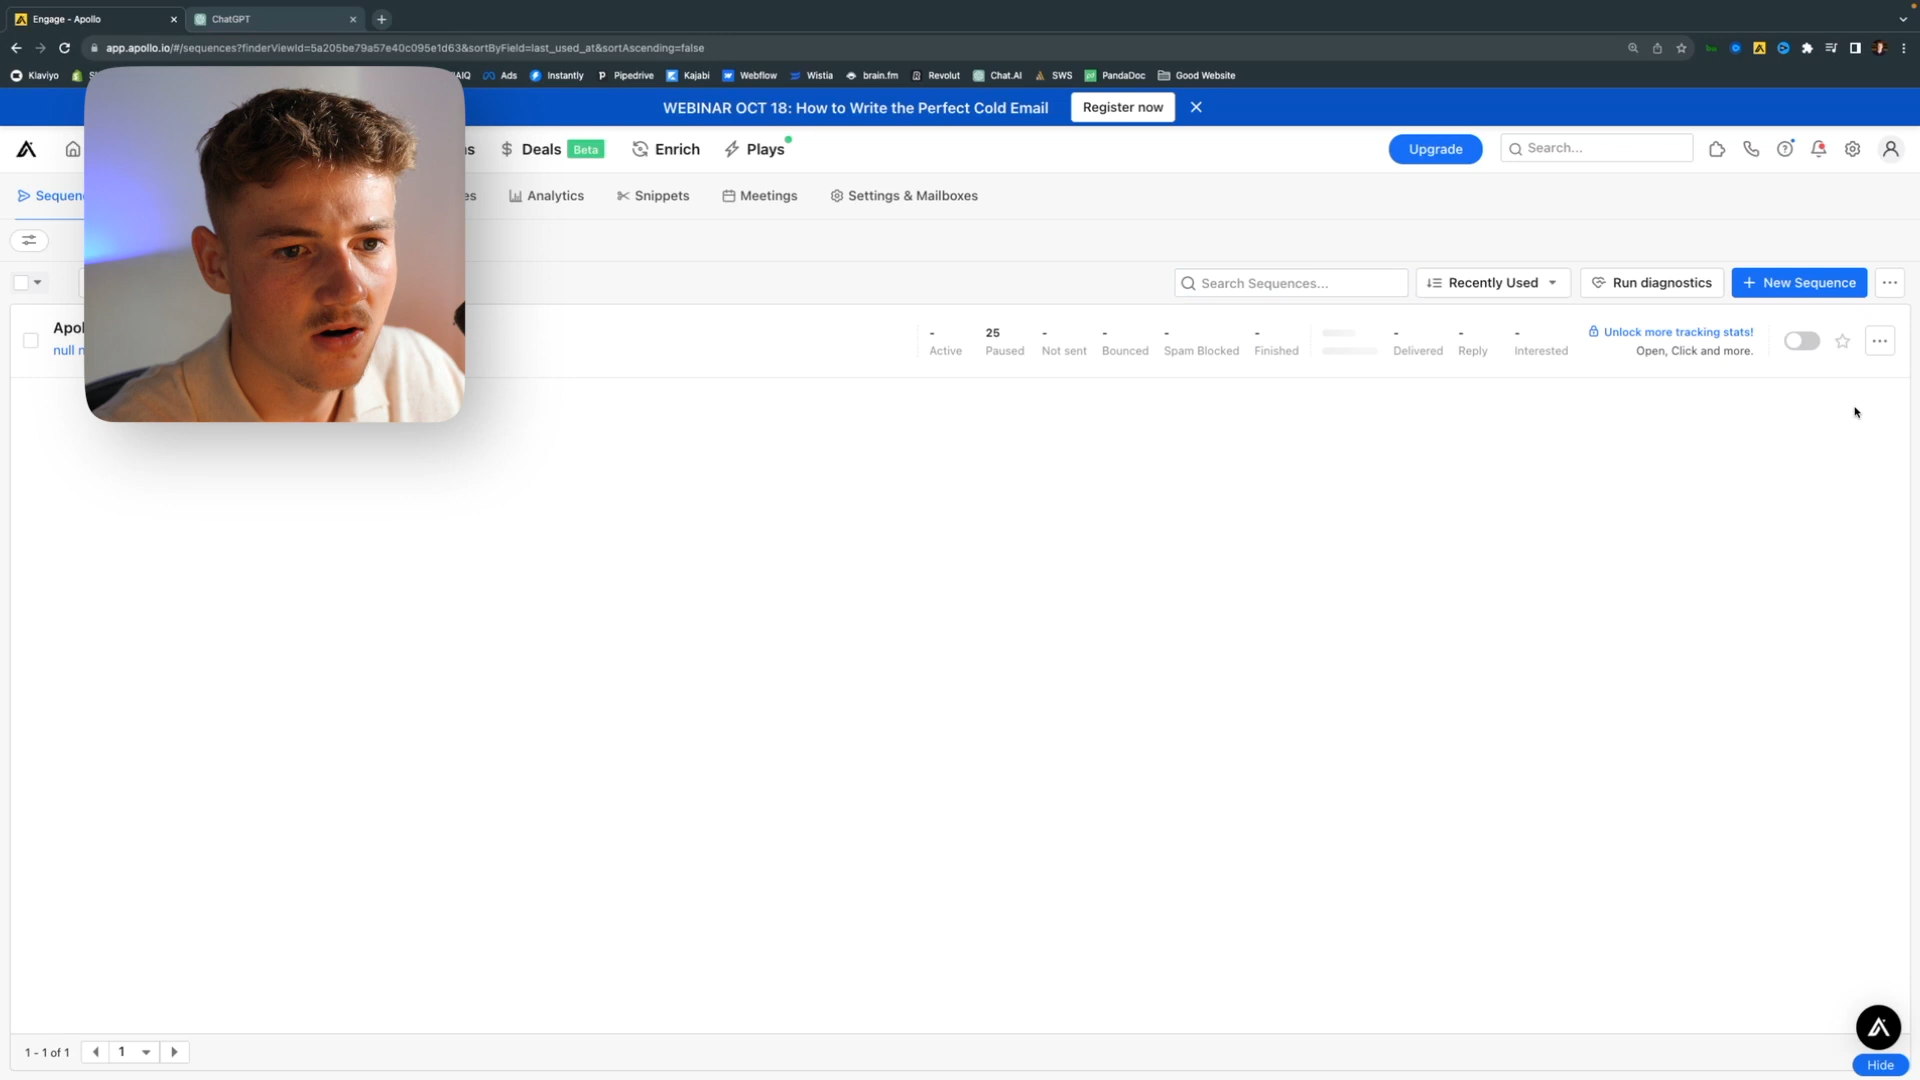 Engage - Apollo
ChatGPT
app.apollo.io/#/sequences?finderViewId=5a205be79a57e40c095e1d63&sortByField=last_used_at&sortAscending=false
Klaviyo
Ads
Instantly
Pipedrive
Kajabi
Webflow
Wistia
brain.fm
Revolut
Chat.AI
SWS
PandaDoc
Good Website
WEBINAR OCT 18: How to Write the Perfect Cold Email
Register now
Deals Beta
Enrich
Plays
Upgrade
Search...
Sequen
Analytics
Snippets
Meetings
Settings & Mailboxes
Search Sequences...
Recently Used
Run diagnostics
+ New Sequence
Apol
null n
- Active
25 Paused
- Not sent
- Bounced
- Spam Blocked
- Finished
- Delivered
- Reply
- Interested
Unlock more tracking stats!
Open, Click and more.
1 - 1 of 1
1
Hide